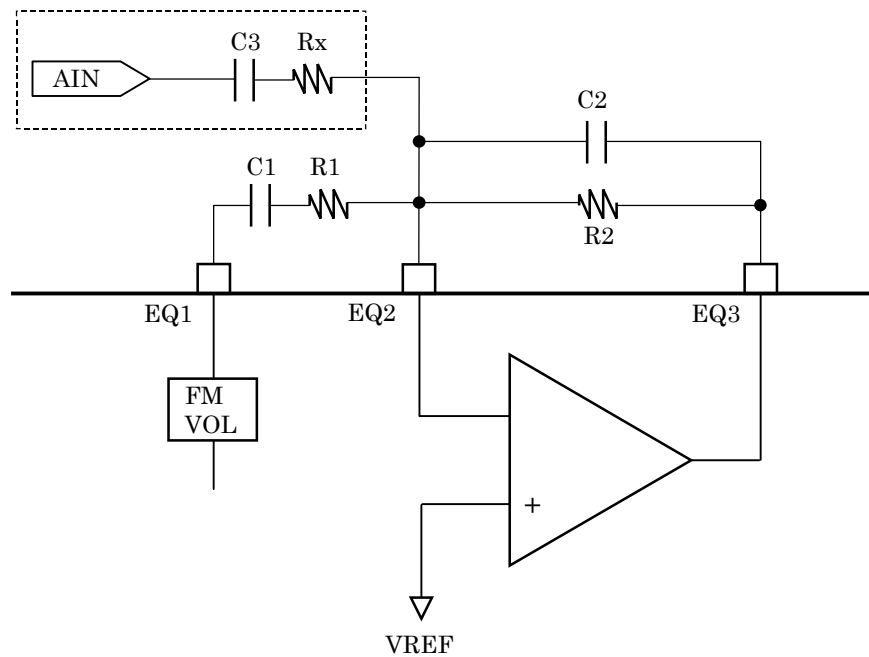 C3
Rx
AIN
C2
C1
R1
R2
EQ1
EQ2
EQ3
FM
VOL
+
VREF